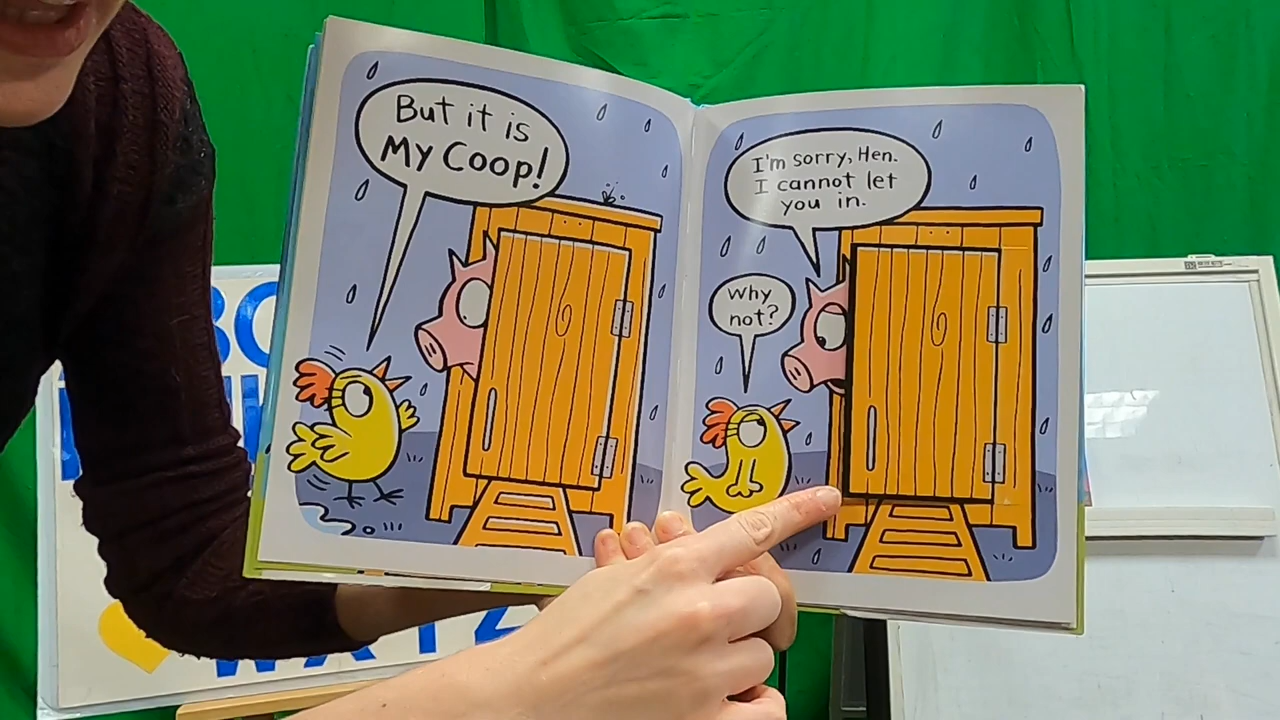 But it is
My Coop!
I'm sorry, Hen.
I cannot let
you in.
Why
not?